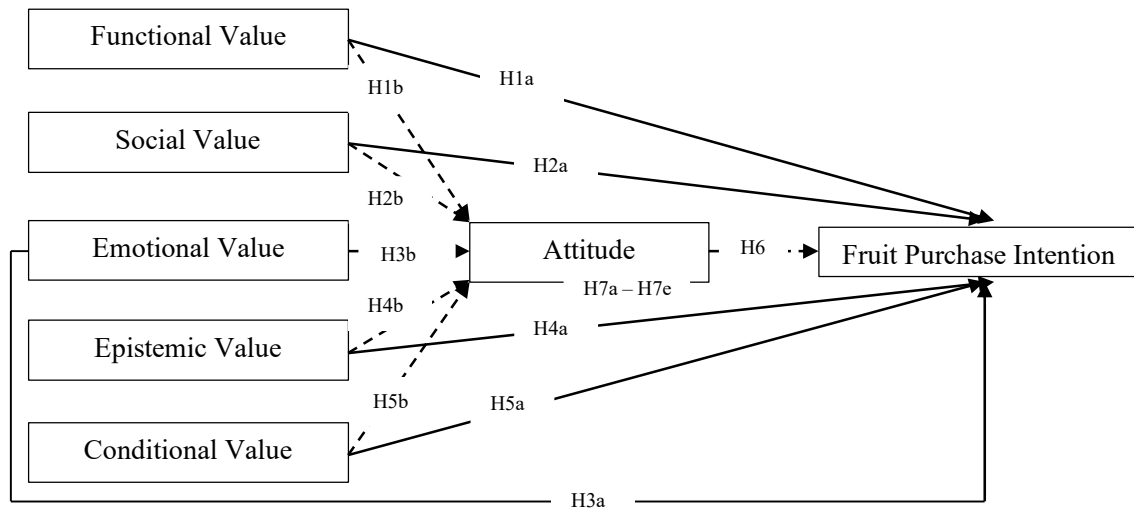 Functional Value
H1a
H1b
Social Value
H2a
H2b
Emotional Value
H3b
Attitude
H6
Fruit Purchase Intention
H7a – H7e
H4b
Epistemic Value
H4a
H5b
H5a
Conditional Value
H3a